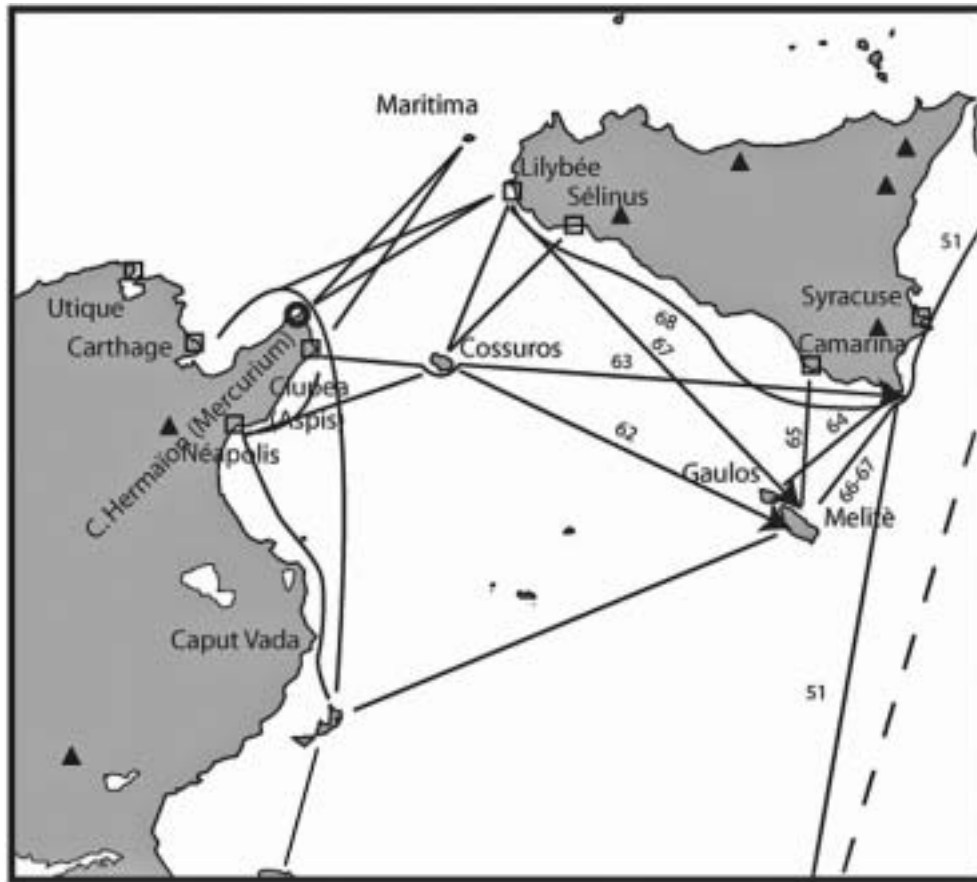 Maritima
Lilybée
Sélinus
51
Utique
Syracuse
Carthage
68
Camarina
Cossuros
63
67
C. Hermaion (Mercurium)
Clupea
(Aspis)
64
62
65
Néapolis
Gaulos
66-67
Melitè
Caput Vada
51